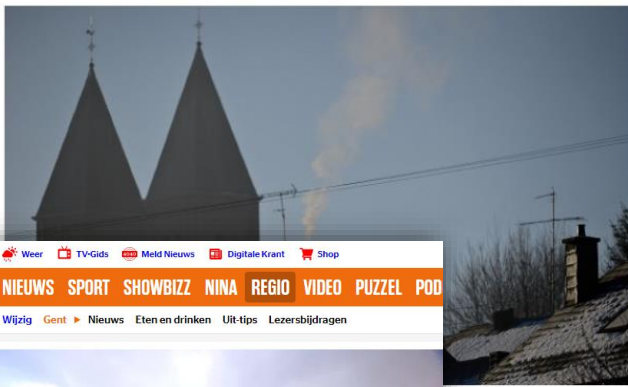 Weer TV-Gids 4040 Meld Nieuws Digitale Krant Shop
NIEUWS SPORT SHOWBIZZ NINA REGIO VIDEO PUZZEL POD
Wijzig Gent ► Nieuws Eten en drinken Uit-tips Lezersbijdragen